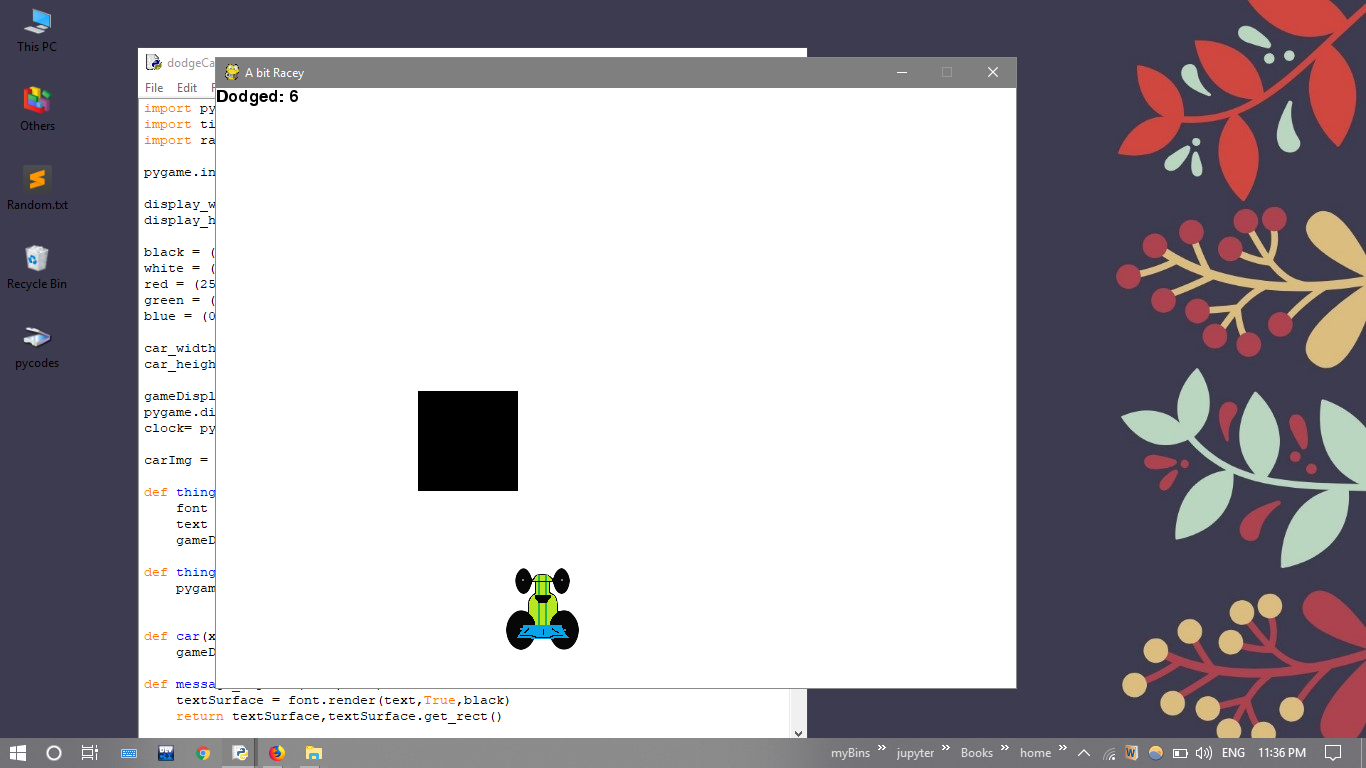 This PC
Others
Random.txt
Recycle Bin
pycodes
dodgeCa
File Edit
A bit Racey
Dodged: 6
import py
import ti
import ra
pygame.in
display_w
display_h
black = (
white = (
red = (25
green = (
blue = (0
car_width
car_heigh
gameDispl
pygame.di
clock= py
carImg =
def thing
font
text
gameD
def thing
pygam
def car(x
gameD
def messa
textSurface = font.render(text,True,black)
return textSurface,textSurface.get_rect()
myBins » jupyter » Books » home » ENG 11:36 PM